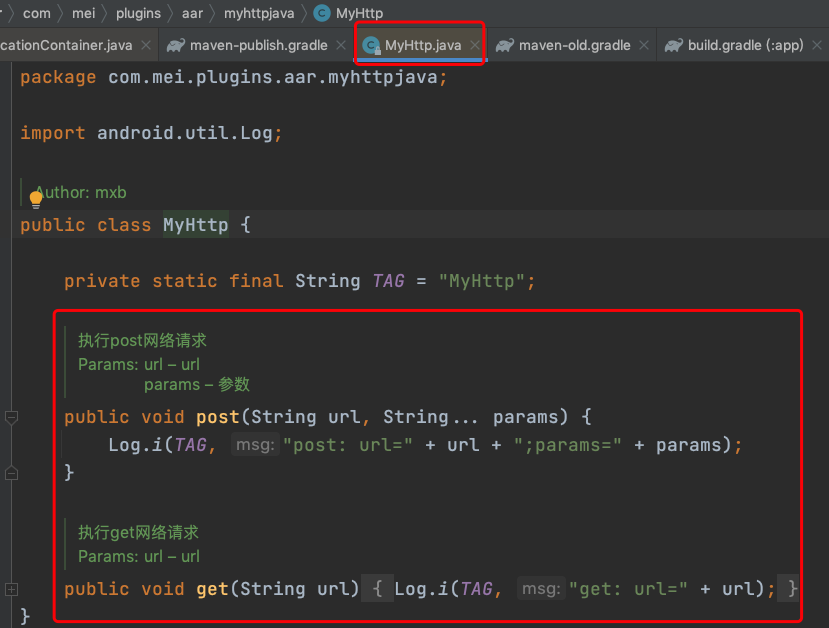 com mei plugins aar myhttpjava MyHttp
cationContainer.java maven-publish.gradle MyHttp.java maven-old.gradle build.gradle (:app)
package com.mei.plugins.aar.myhttpjava;
import android.util.Log;
Author: mxb
public class MyHttp {
private static final String TAG = "MyHttp";
执行post网络请求
Params: url – url
params – 参数
public void post(String url, String... params) {
Log.i(TAG, msg: "post: url=" + url + ";params=" + params);
}
执行get网络请求
Params: url – url
public void get(String url) { Log.i(TAG, msg: "get: url=" + url); }
}